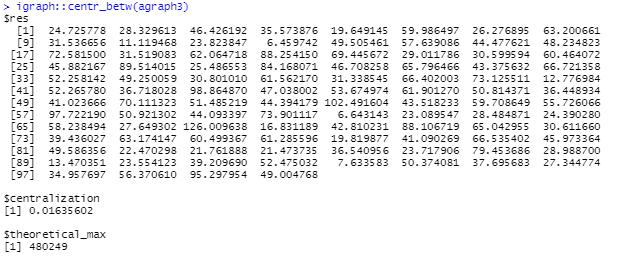 > igraph::centr_betw(agraph3)
$res
[1] 24.725778 28.329613 46.426192 35.573876 19.649145 59.986497 26.276895 63.200661
[9] 31.536656 11.119468 23.823847 6.459742 49.505461 57.639086 44.477621 48.234823
[17] 72.581500 31.519083 62.064718 88.254150 69.445672 29.011786 30.599594 60.464072
[25] 45.882167 89.514015 25.486553 84.168071 46.708258 65.796466 43.375632 66.721358
[33] 52.258142 49.250059 30.801010 61.562170 31.338545 66.402003 73.125511 12.776984
[41] 52.265780 36.718028 98.864870 47.038002 53.674974 61.901270 50.814371 36.448934
[49] 41.023666 70.111323 51.485219 44.394179 102.491604 43.518233 59.708649 55.726066
[57] 97.722190 50.921302 44.093397 73.901117 6.643143 23.089547 28.484871 24.390280
[65] 58.238494 27.649302 126.009638 16.831189 42.810231 88.106719 65.042955 30.611660
[73] 39.436027 63.174147 60.499367 61.285596 19.819877 41.090269 66.535402 45.973364
[81] 49.586356 22.470298 21.761888 21.473735 36.540956 23.717906 79.453686 28.988700
[89] 13.470351 23.554123 39.209690 52.475032 7.633583 50.374081 37.695683 27.344774
[97] 34.957697 56.370610 95.297954 49.004768
$centralization
[1] 0.01635602
$theoretical_max
[1] 480249